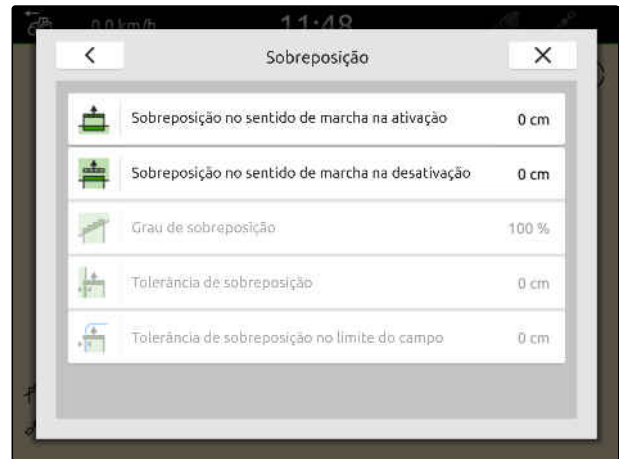 0.0 km/h 11:48
Sobreposição
Sobreposição no sentido de marcha na ativação 0 cm
Sobreposição no sentido de marcha na desativação 0 cm
Grau de sobreposição 100 %
Tolerância de sobreposição 0 cm
Tolerância de sobreposição no limite do campo 0 cm